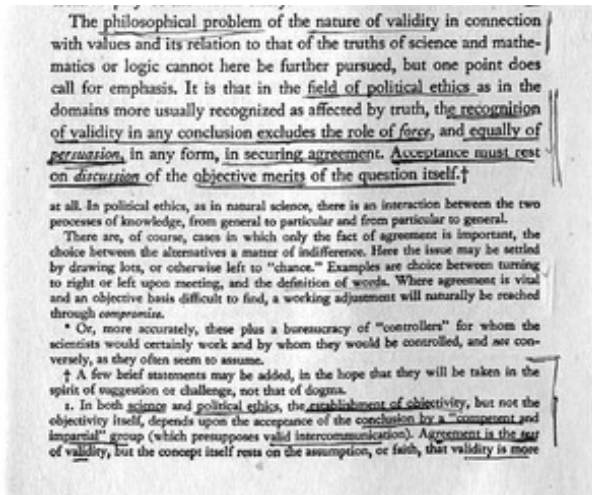 The philosophical problem of the nature of validity in connection
with values and its relation to that of the truths of science and mathe-
matics or logic cannot here be further pursued, but one point does
call for emphasis. It is that in the field of political ethics as in the
domains more usually recognized as affected by truth, the recognition
of validity in any conclusion excludes the role of force, and equally of
persuasion, in any form, in securing agreement. Acceptance must rest
on discussion of the objective merits of the question itself.†
at all. In political ethics, as in natural science, there is an interaction between the two
processes of knowledge, from general to particular and from particular to general.
There are, of course, cases in which only the fact of agreement is important, the
choice between the alternatives a matter of indifference. Here the issue may be settled
by drawing lots, or otherwise left to "chance." Examples are choice between turning
to right or left upon meeting, and the definition of words. Where agreement is vital
and an objective basis difficult to find, a working adjustment will naturally be reached
through compromise.
* Or, more accurately, these plus a bureaucracy of "controllers" for whom the
scientists would certainly work and by whom they would be controlled, and not con-
versely, as they often seem to assume.
† A few brief statements may be added, in the hope that they will be taken in the
spirit of suggestion or challenge, not that of dogma.
1. In both science and political ethics, the establishment of objectivity, but not the
objectivity itself, depends upon the acceptance of the conclusion by a "competent and
impartial" group (which presupposes valid intercommunication). Agreement is the test
of validity, but the concept itself rests on the assumption, or faith, that validity is more